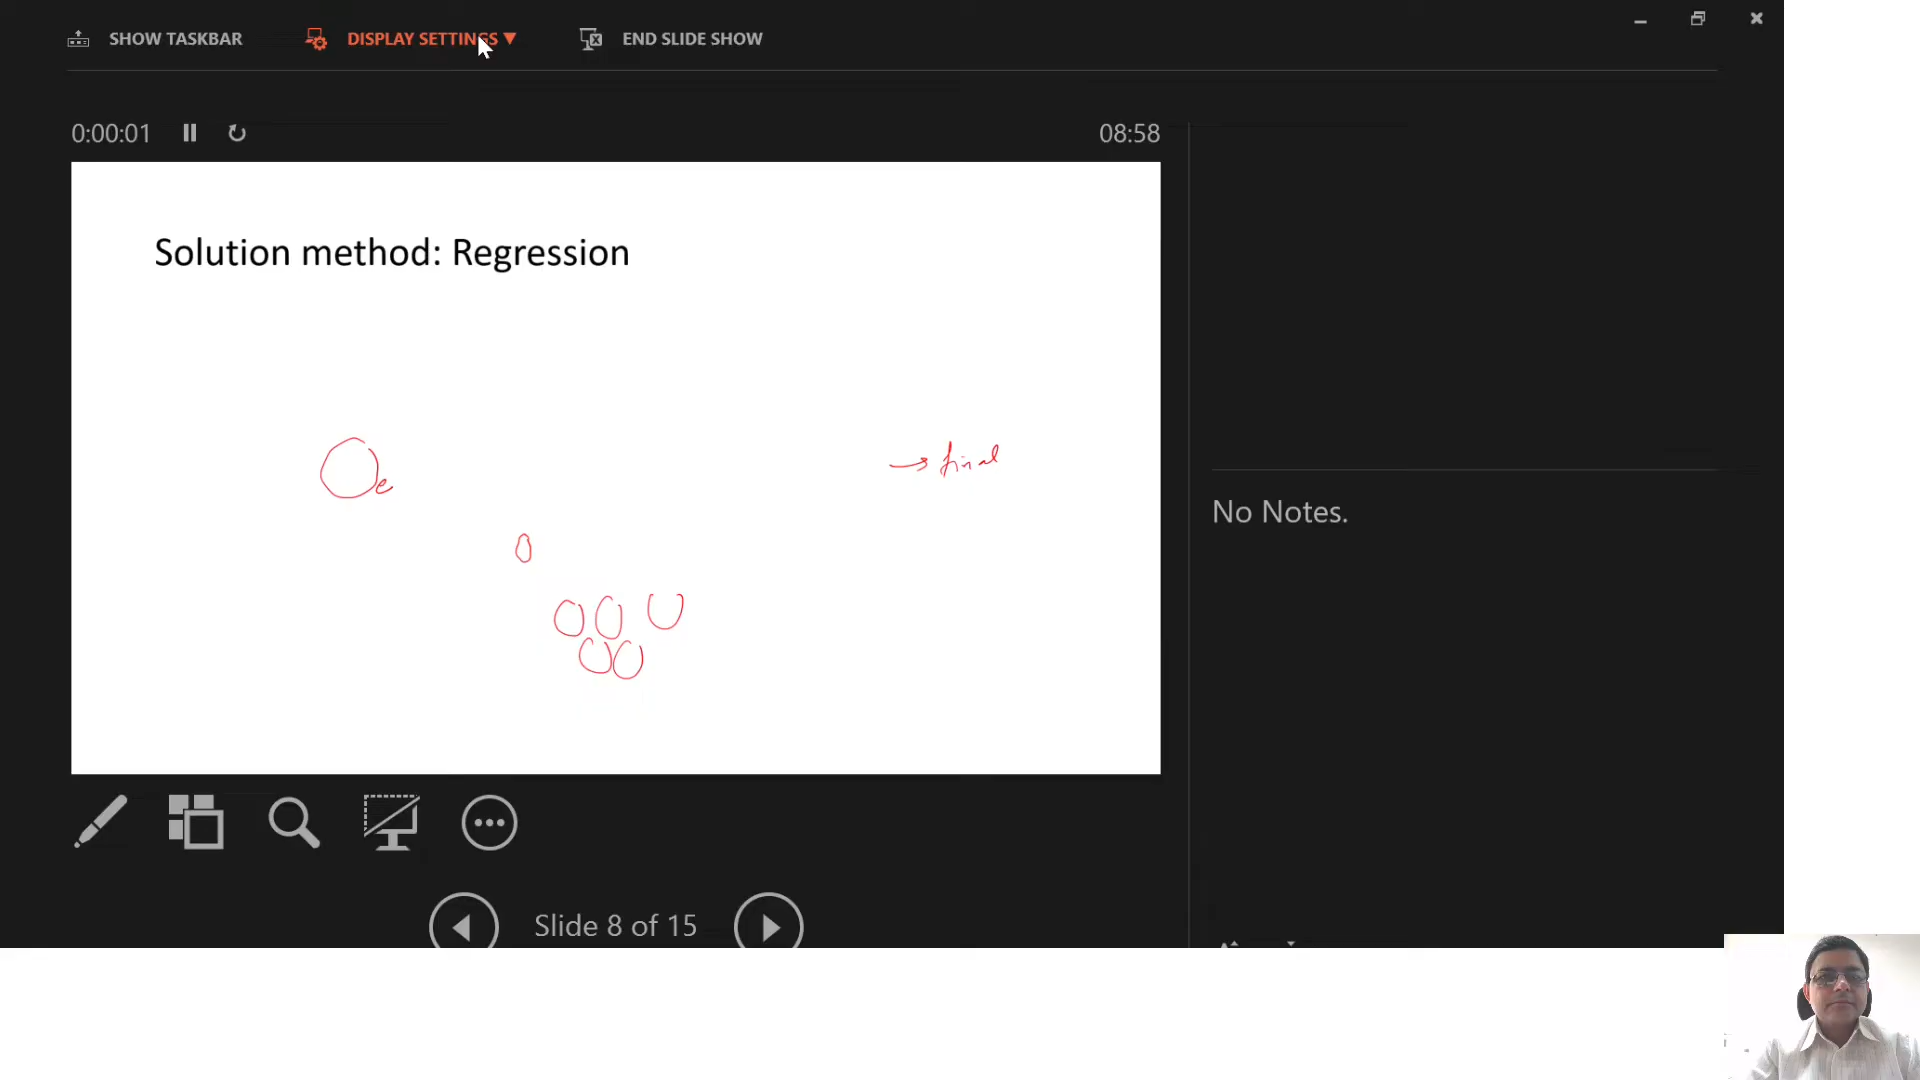 SHOW TASKBAR DISPLAY SETTINGS ▼ END SLIDE SHOW
0:00:01 08:58
Solution method: Regression
→ final
e
No Notes.
Slide 8 of 15